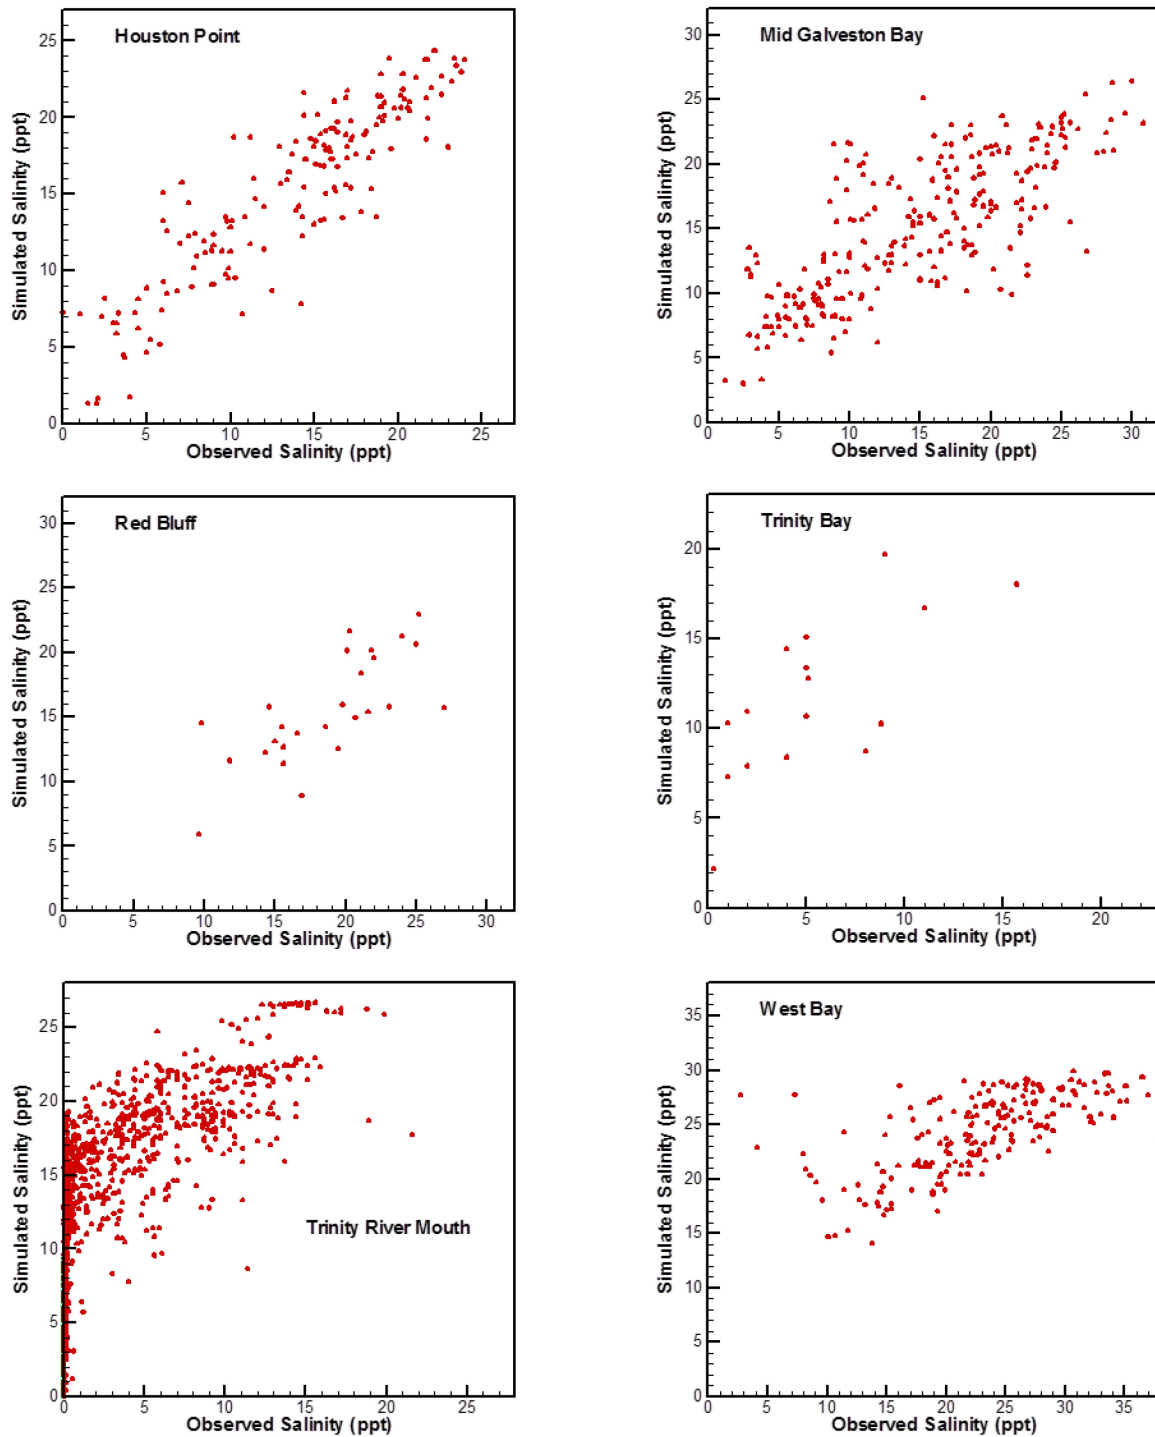 Houston Point
Simulated Salinity (ppt)
25
20
15
10
5
0
0 5 10 15 20 25
Observed Salinity (ppt)
Mid Galveston Bay
Simulated Salinity (ppt)
30
25
20
15
10
5
0
0 5 10 15 20 25 30
Observed Salinity (ppt)
Red Bluff
Simulated Salinity (ppt)
30
25
20
15
10
5
0
0 5 10 15 20 25 30
Observed Salinity (ppt)
Trinity Bay
Simulated Salinity (ppt)
20
15
10
5
0
0 5 10 15 20
Observed Salinity (ppt)
Trinity River Mouth
Simulated Salinity (ppt)
25
20
15
10
5
0
0 5 10 15 20 25
Observed Salinity (ppt)
West Bay
Simulated Salinity (ppt)
35
30
25
20
15
10
5
0
0 5 10 15 20 25 30 35
Observed Salinity (ppt)